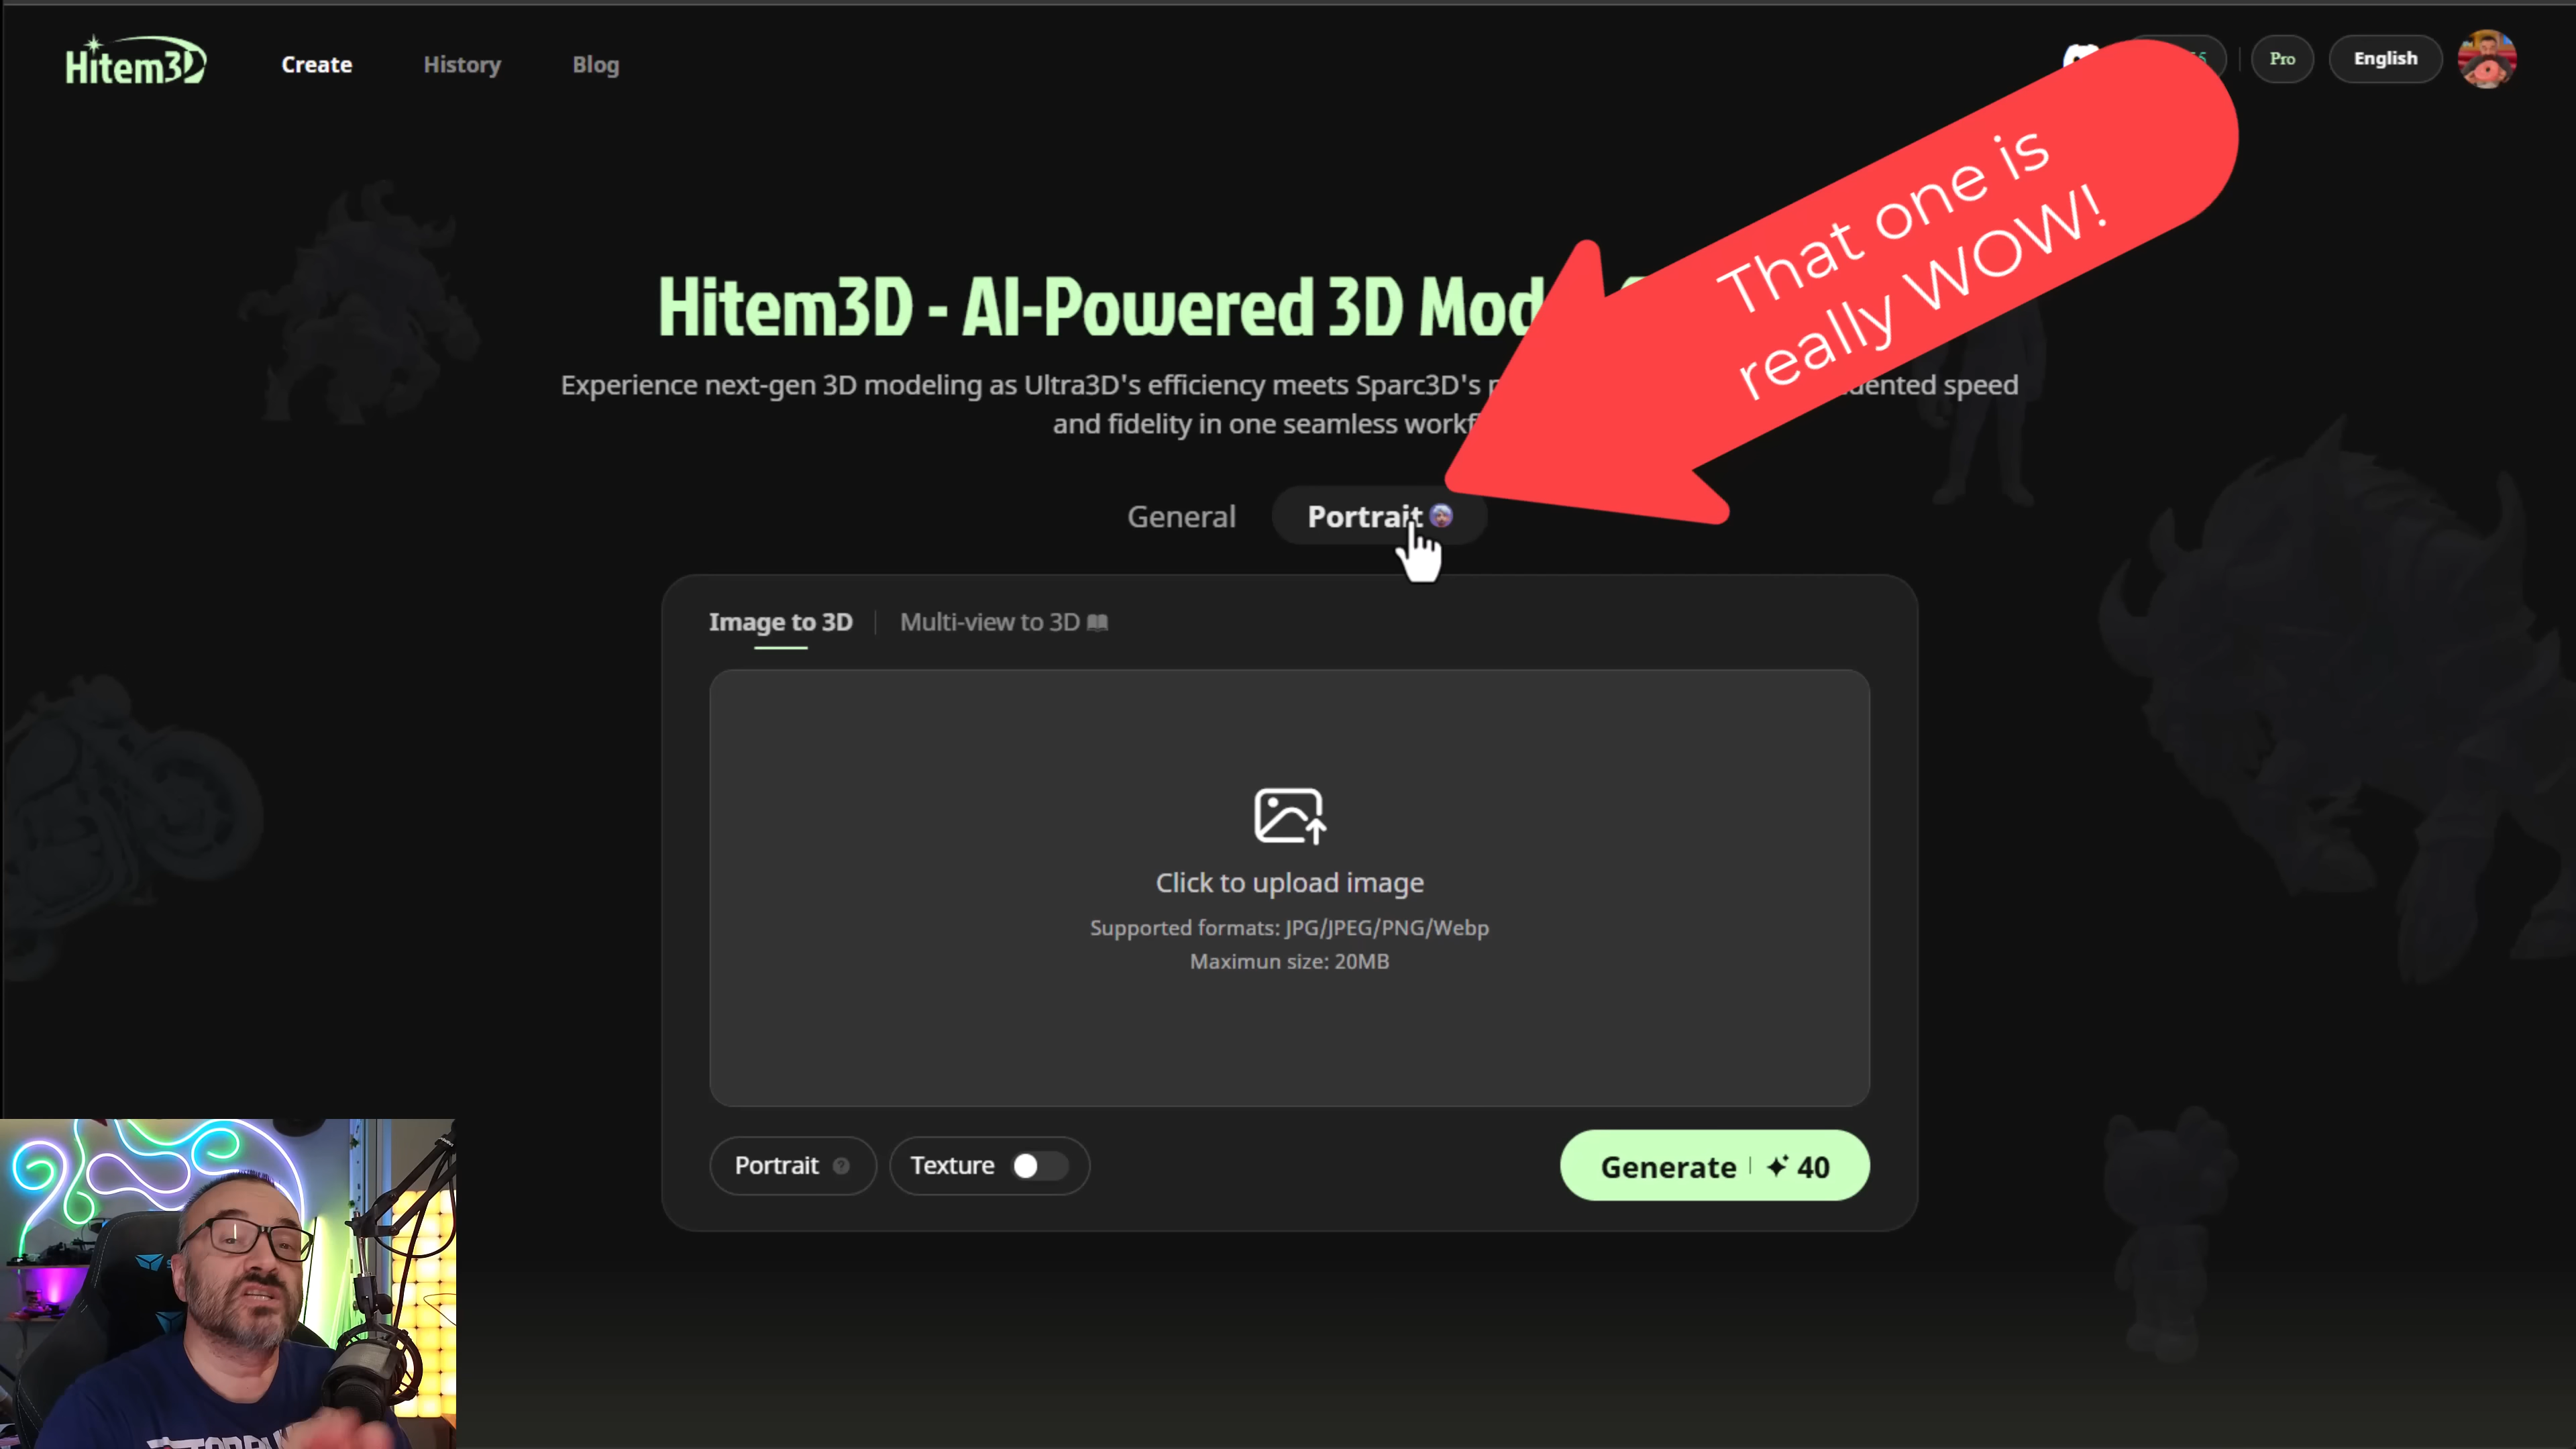 Hitem3D
Create
History
Blog
Pro
English
That one is
really WOW!
Hitem3D - AI-Powered 3D
Experience next-gen 3D modeling as Ultra3D's efficiency meets Sparc3D's speed
and fidelity in one seamless
General
Portrait
Image to 3D
Multi-view to 3D
Click to upload image
Supported formats: JPG/JPEG/PNG/Webp
Maximun size: 20MB
Portrait
Texture
Generate 40